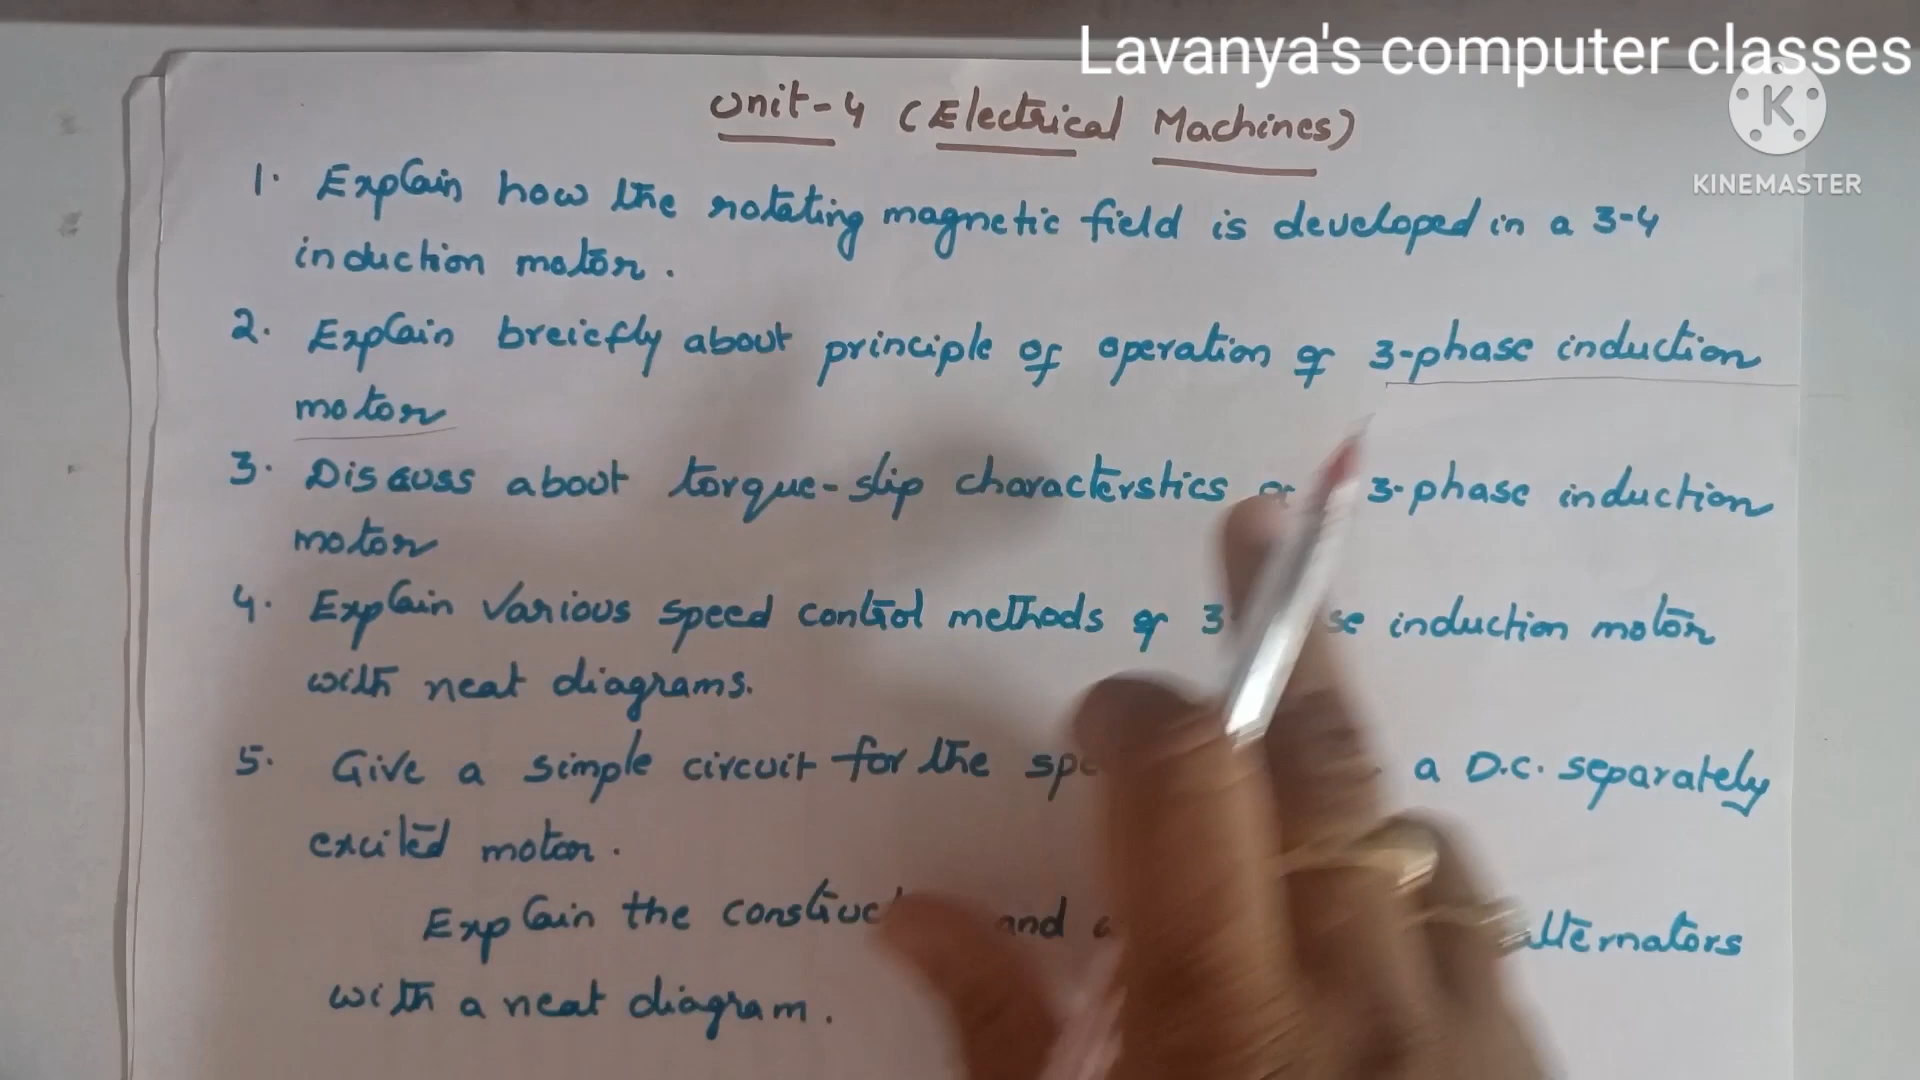 Lavanya's computer classes
K
KINEMASTER
Unit-4 (Electrical Machines)
1. Explain how the rotating magnetic field is developed in a 3-4
induction motor.
2. Explain breiefly about principle of operation of 3-phase induction
motor
3. Discuss about torque-slip characterstics 3-phase induction
motor
4. Explain various speed control methods of 3 induction motor
with neat diagrams.
5. Give a simple circuit for the a D.C. separately
excited motor.
Explain the and alternators
with a neat diagram.